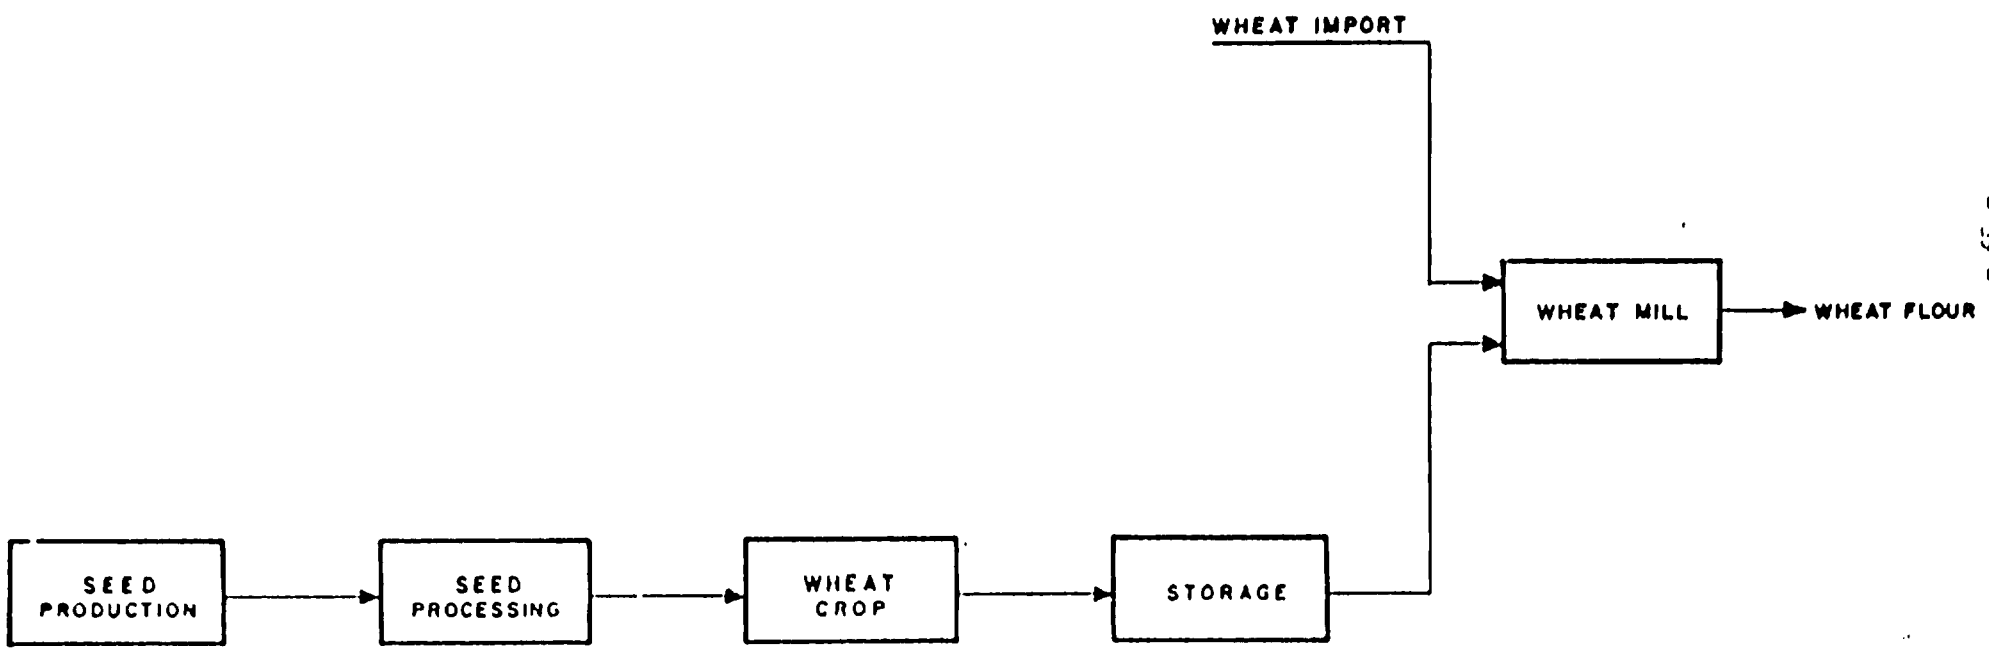 WHEAT IMPORT
WHEAT MILL
WHEAT FLOUR
SEED
PRODUCTION
SEED
PROCESSING
WHEAT
CROP
STORAGE